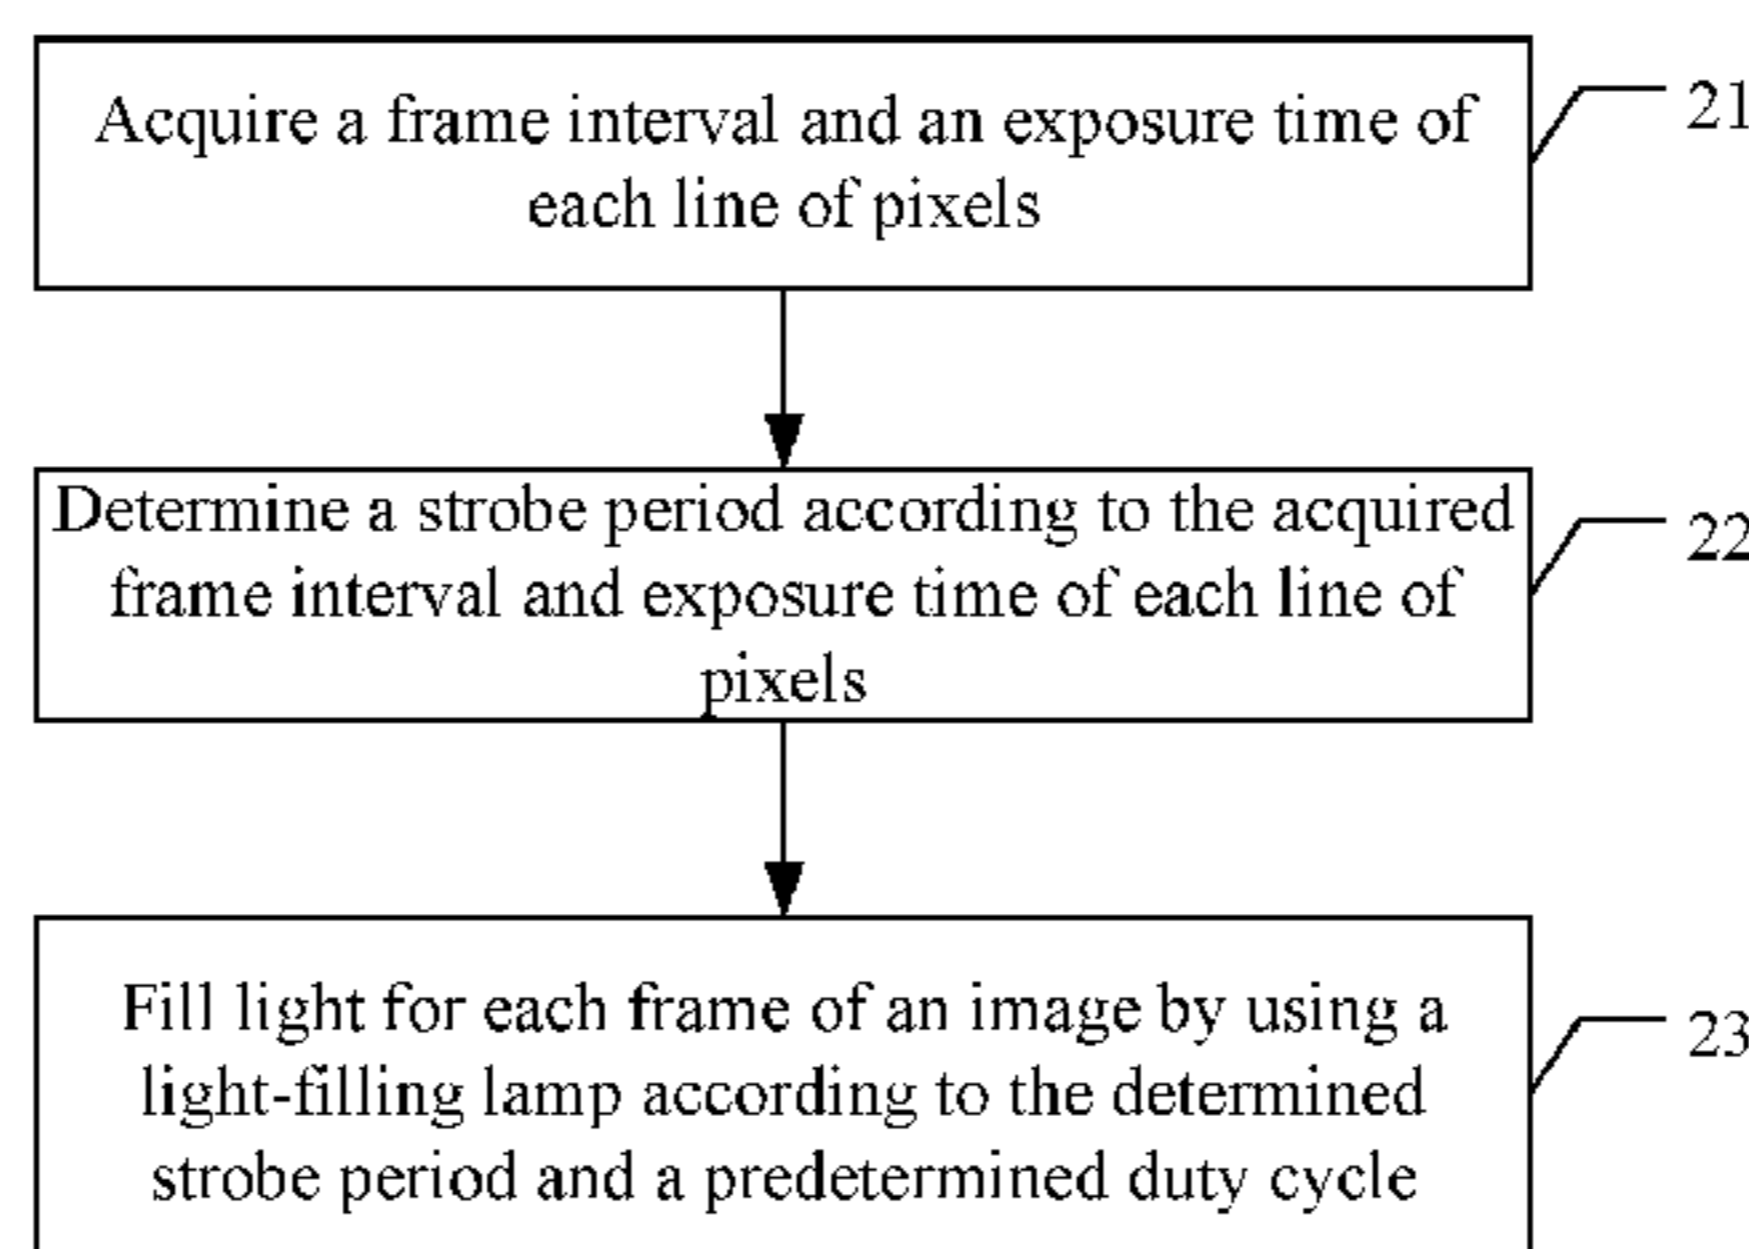 Acquire a frame interval and an exposure time of
each line of pixels
21
Determine a strobe period according to the acquired
frame interval and exposure time of each line of
pixels
22
Fill light for each frame of an image by using a
light-filling lamp according to the determined
strobe period and a predetermined duty cycle
23